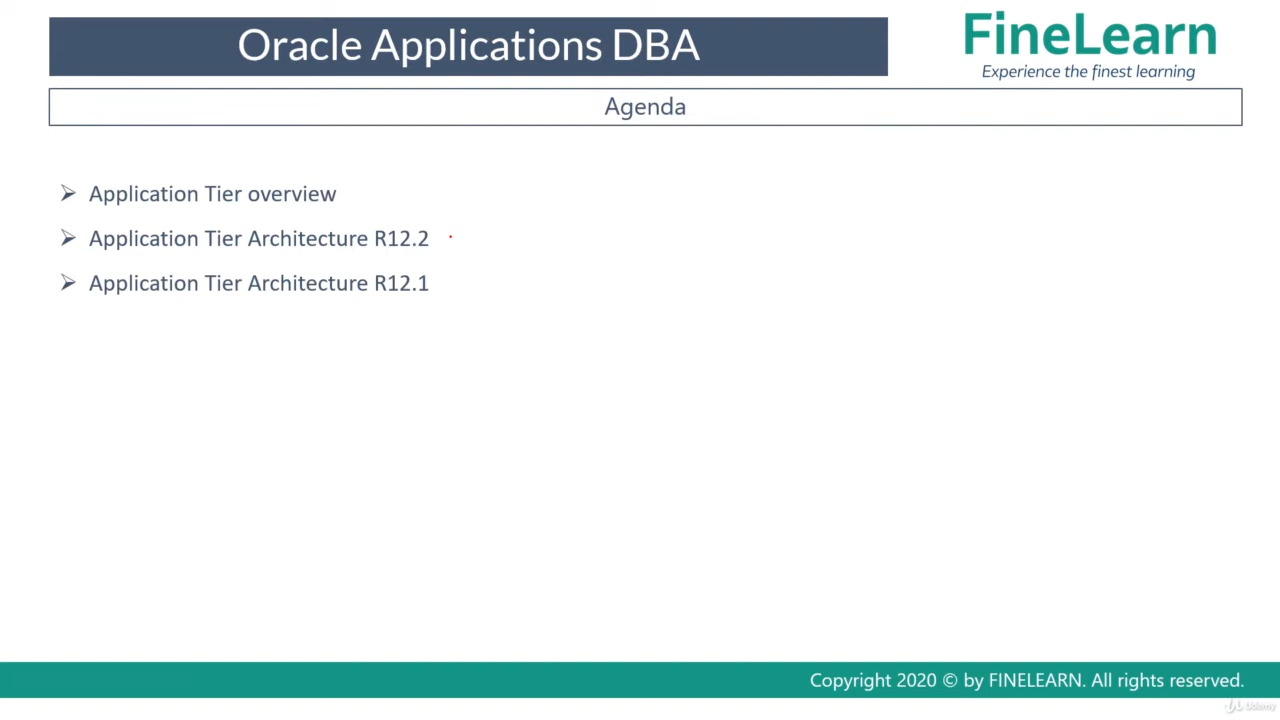 Oracle Applications DBA
FineLearn
Experience the finest learning
Agenda
Application Tier overview
Application Tier Architecture R12.2
Application Tier Architecture R12.1
Copyright 2020 © by FINELEARN. All rights reserved.
Udemy